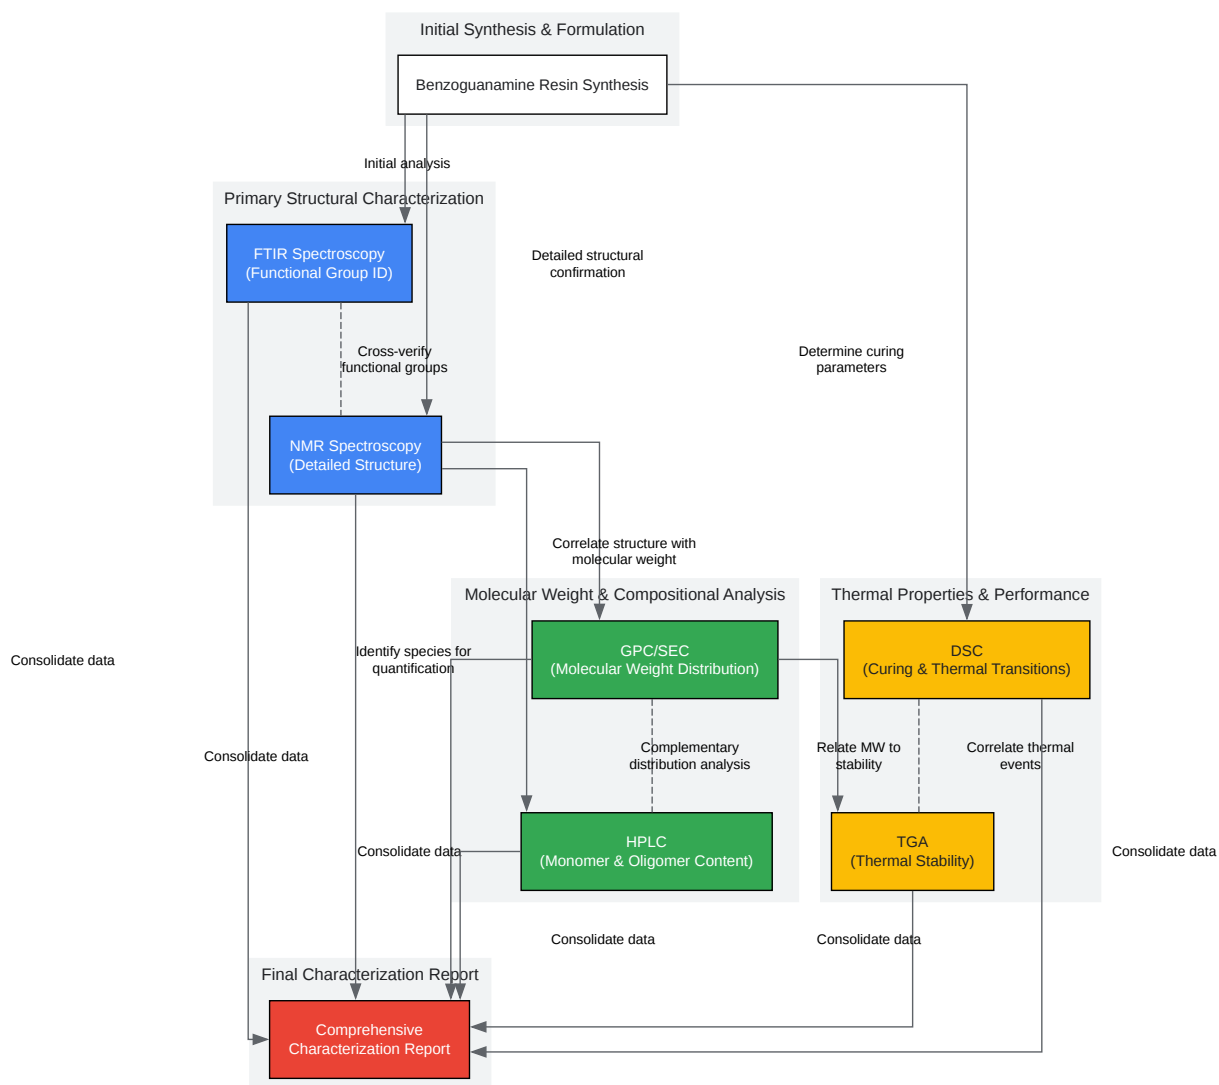 Initial Synthesis & Formulation
Benzoguanamine Resin Synthesis
Initial analysis
Primary Structural Characterization
FTIR Spectroscopy
(Functional Group ID)
Detailed structural
confirmation
Cross-verify
functional groups
Determine curing
parameters
NMR Spectroscopy
(Detailed Structure)
Correlate structure with
molecular weight
Molecular Weight & Compositional Analysis
Thermal Properties & Performance
Consolidate data
Identify species for
quantification
GPC/SEC
(Molecular Weight Distribution)
DSC
(Curing & Thermal Transitions)
Consolidate data
Complementary
distribution analysis
Relate MW to
stability
Correlate thermal
events
Consolidate data
HPLC
(Monomer & Oligomer Content)
TGA
(Thermal Stability)
Consolidate data
Consolidate data
Consolidate data
Final Characterization Report
Comprehensive
Characterization Report